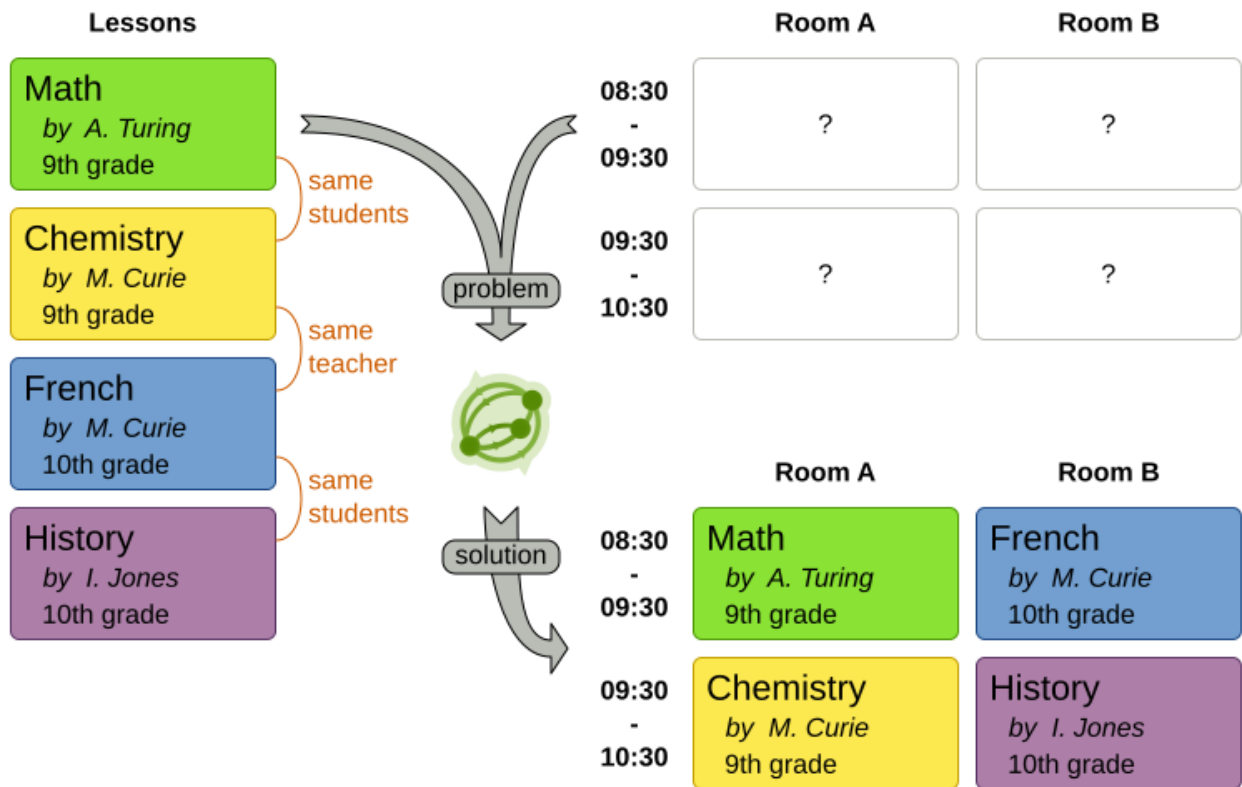 Lessons
Math
by A. Turing
9th grade
same
students
Chemistry
by M. Curie
9th grade
same
teacher
French
by M. Curie
10th grade
same
students
History
by I. Jones
10th grade
problem
solution
Room A
Room B
08:30
-
09:30
?
?
09:30
-
10:30
?
?
Room A
Room B
08:30
-
09:30
Math
by A. Turing
9th grade
French
by M. Curie
10th grade
09:30
-
10:30
Chemistry
by M. Curie
9th grade
History
by I. Jones
10th grade